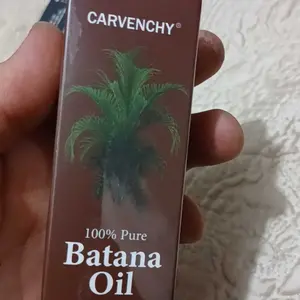 CARVENCHY®
100% Pure
Batana
Oil